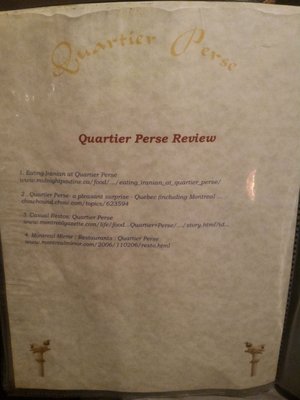 Quartier Perse
Quartier Perse Review
1. Eating Iranian at Quartier Perse
www.midnightpoutine.ca/food/.../eating_iranian_at_quartier_perse/
2 . Quartier Perse- a pleasant surprise - Quebec (including Montreal ...
chowhound.chow.com/topics/623594
3. Casual Restos: Quartier Perse
www.montrealgazette.com/life/food...Quartier+Perse/.../story.html?id...
4. Montreal Mirror : Restaurants : Quartier Perse
www.montrealmirror.com/2006/110206/resto.html